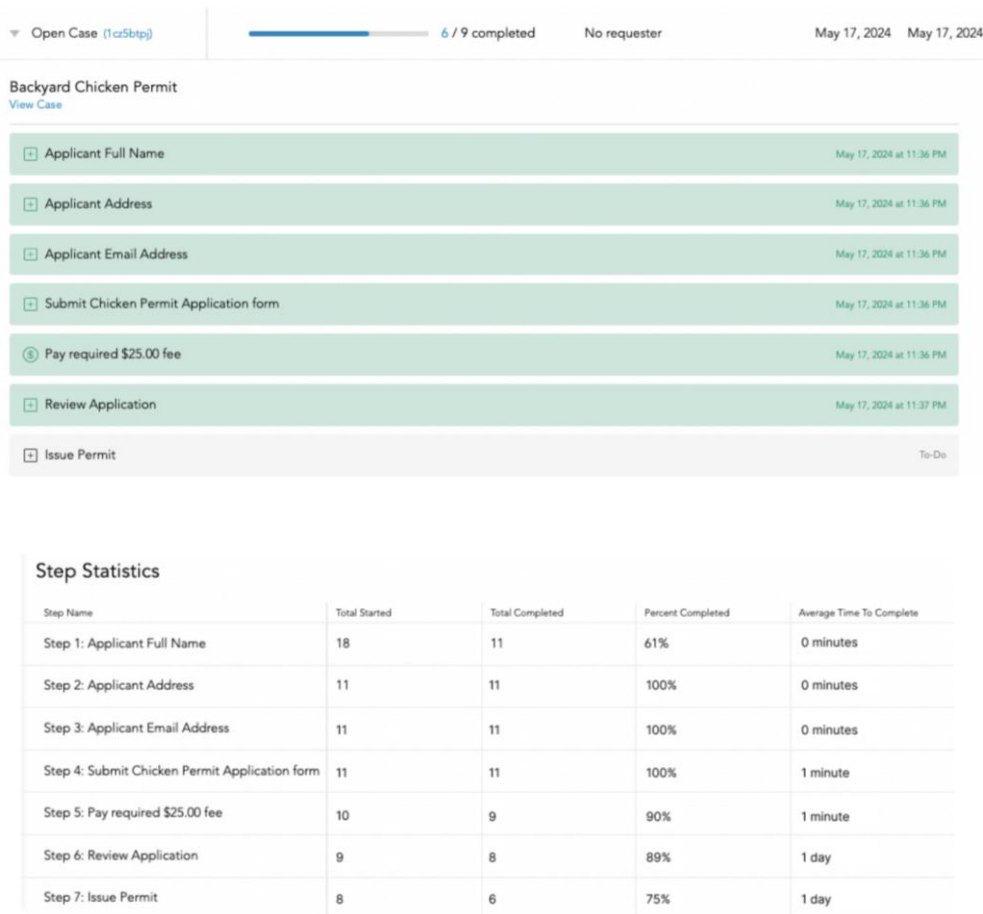 Open Case (1cz5btpj) 6 / 9 completed No requester May 17, 2024 May 17, 2024
Backyard Chicken Permit
View Case
Applicant Full Name May 17, 2024 at 11:36 PM
Applicant Address May 17, 2024 at 11:36 PM
Applicant Email Address May 17, 2024 at 11:36 PM
Submit Chicken Permit Application form May 17, 2024 at 11:36 PM
Pay required $25.00 fee May 17, 2024 at 11:36 PM
Review Application May 17, 2024 at 11:37 PM
Issue Permit To-Do
Step Statistics
Step Name Total Started Total Completed Percent Completed Average Time To Complete
Step 1: Applicant Full Name 18 11 61% 0 minutes
Step 2: Applicant Address 11 11 100% 0 minutes
Step 3: Applicant Email Address 11 11 100% 0 minutes
Step 4: Submit Chicken Permit Application form 11 11 100% 1 minute
Step 5: Pay required $25.00 fee 10 9 90% 1 minute
Step 6: Review Application 9 8 89% 1 day
Step 7: Issue Permit 8 6 75% 1 day